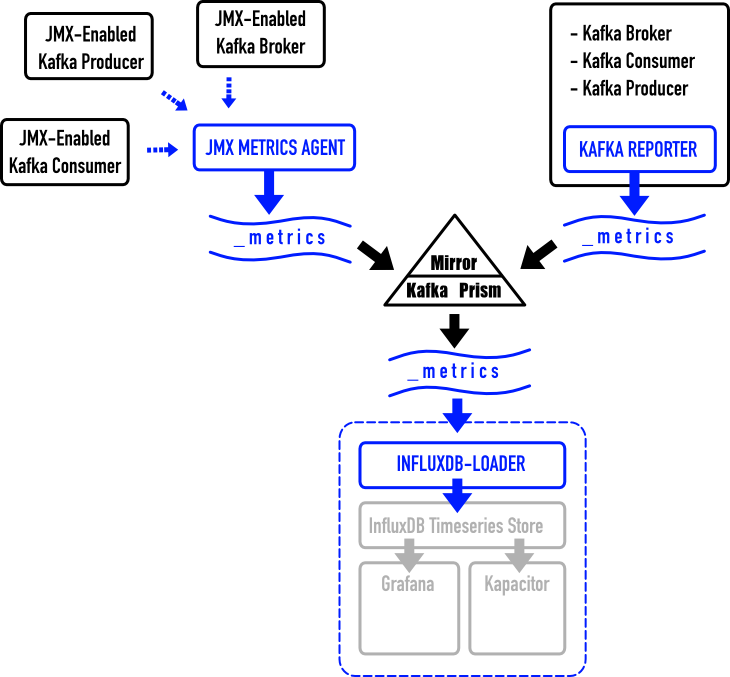 JMX-Enabled
Kafka Producer
JMX-Enabled
Kafka Broker
- Kafka Broker
- Kafka Consumer
- Kafka Producer
JMX-Enabled
Kafka Consumer
JMX METRICS AGENT
KAFKA REPORTER
_metrics
_metrics
Mirror
Kafka Prism
_metrics
INFLUXDB-LOADER
InfluxDB Timeseries Store
Grafana
Kapacitor